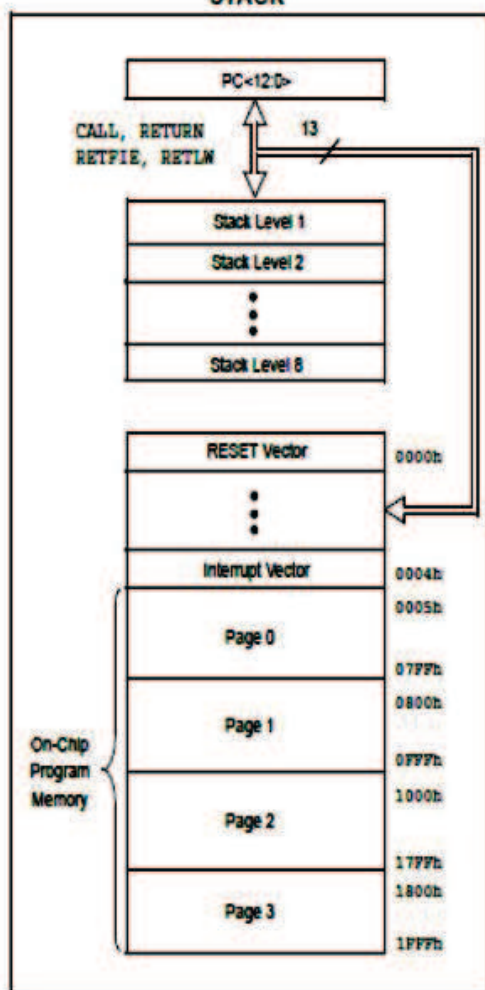 STACK
PC<12:0>
CALL, RETURN
RETFIE, RETLW
13
Stack Level 1
Stack Level 2
Stack Level 8
RESET Vector
0000h
Interrupt Vector
0004h
0005h
Page 0
07FFh
0800h
Page 1
0FFFh
On-Chip
Program
Memory
1000h
Page 2
17FFh
1800h
Page 3
1FFFh